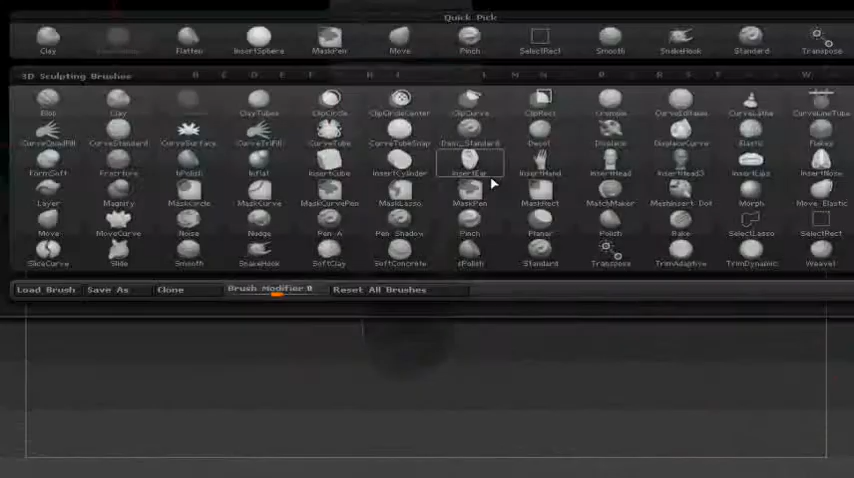 Quick Pick
Clay Flatten InsertSphere MaskPen Move Pinch SelectRect Smooth SnakeHook Standard Transpose
3D Sculpting Brushes B C D E F H I L M N P R S T W
Blob Clay ClayTubes ClipCircle ClipCircleCenter ClipCurve ClipRect Crumple CurveEdMake CurveLathe CurveLineTube
CurveQuadFill CurveStandard CurveSurface CurveTriFill CurveTube CurveTubeSnap Dam_Standard Decol Displace DisplaceCurve Elastic Flakes
FormSoft Fracture hPolish Inflat InsertCube InsertCylinder InsertEar InsertHand InsertHead InsertLips InsertNose
Layer Magnify MaskCircle MaskCurve MaskCurvePen MaskLasso MaskPen MaskRect MatchMaker MeshInsert Dot Morph Move Elastic
Move MoveCurve Noise Nudge Pen A Pen Shadow Pinch Planar Polish Rake SelectLasso SelectRect
SliceCurve Slide Smooth SnakeHook SoftClay SoftConcrete sPolish Standard Transpose TrimAdaptive TrimDynamic Weave1
Load Brush Save As Clone Brush Modifier 0 Reset All Brushes